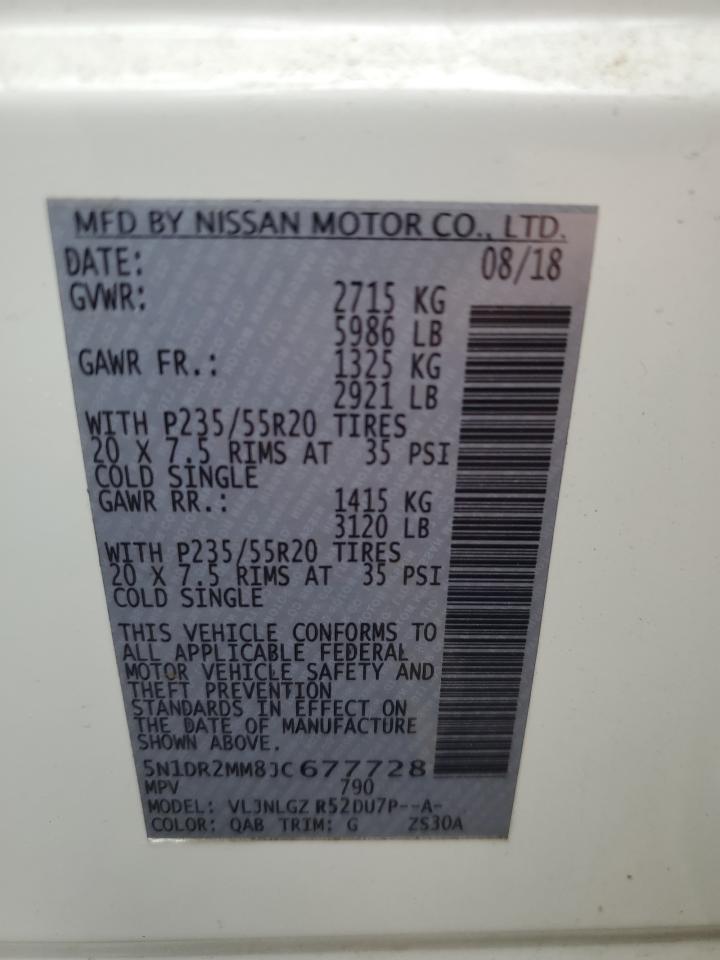 MFD BY NISSAN MOTOR CO., LTD.
DATE: 08/18
GVWR: 2715 KG
5986 LB
GAWR FR.: 1325 KG
2921 LB
WITH P235/55R20 TIRES
20 X 7.5 RIMS AT 35 PSI
COLD SINGLE
GAWR RR.: 1415 KG
3120 LB
WITH P235/55R20 TIRES
20 X 7.5 RIMS AT 35 PSI
COLD SINGLE
THIS VEHICLE CONFORMS TO
ALL APPLICABLE FEDERAL
MOTOR VEHICLE SAFETY AND
THEFT PREVENTION
STANDARDS IN EFFECT ON
THE DATE OF MANUFACTURE
SHOWN ABOVE.
5N1DR2MM8JC677728
MPV 790
MODEL: VLJNLGZ R52DU7P--A-
COLOR: QAB TRIM: G ZS30A